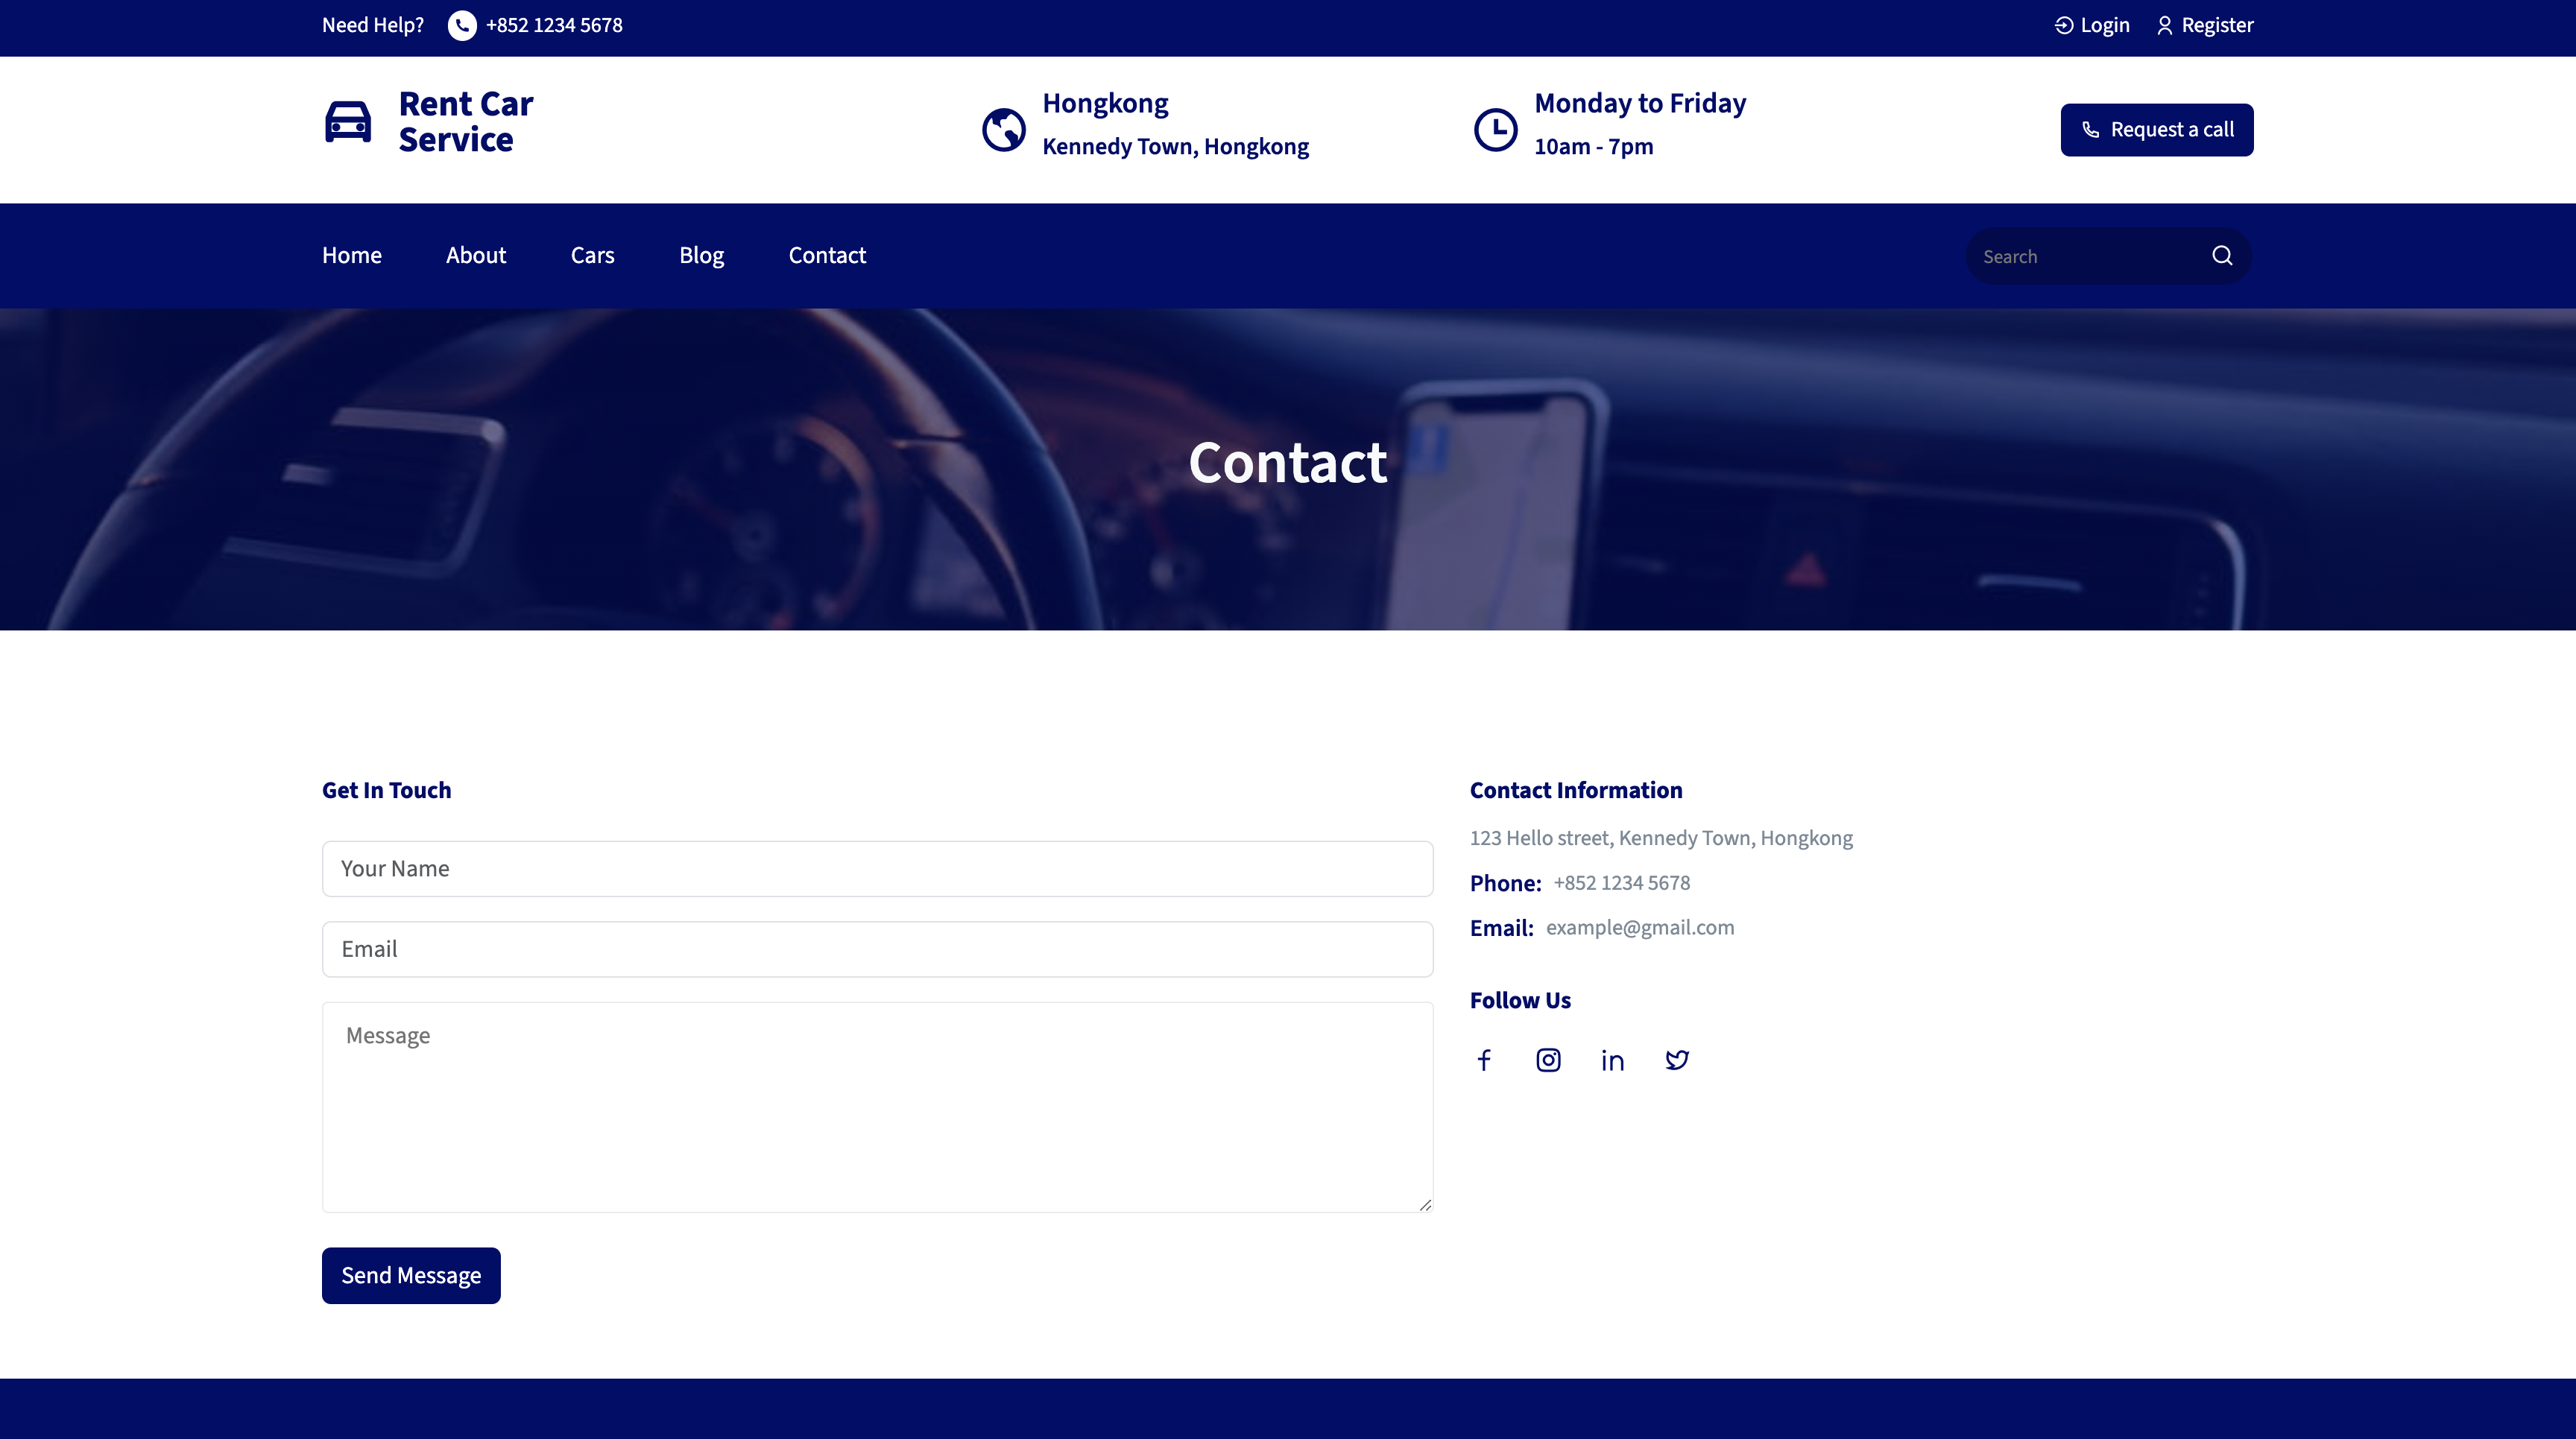 Need Help? +852 1234 5678 Login Register
Rent Car
Service
Hongkong
Kennedy Town, Hongkong
Monday to Friday
10am - 7pm
Request a call
Home About Cars Blog Contact Search
Contact
Get In Touch
Your Name
Email
Message
Send Message
Contact Information
123 Hello street, Kennedy Town, Hongkong
Phone: +852 1234 5678
Email: example@gmail.com
Follow Us